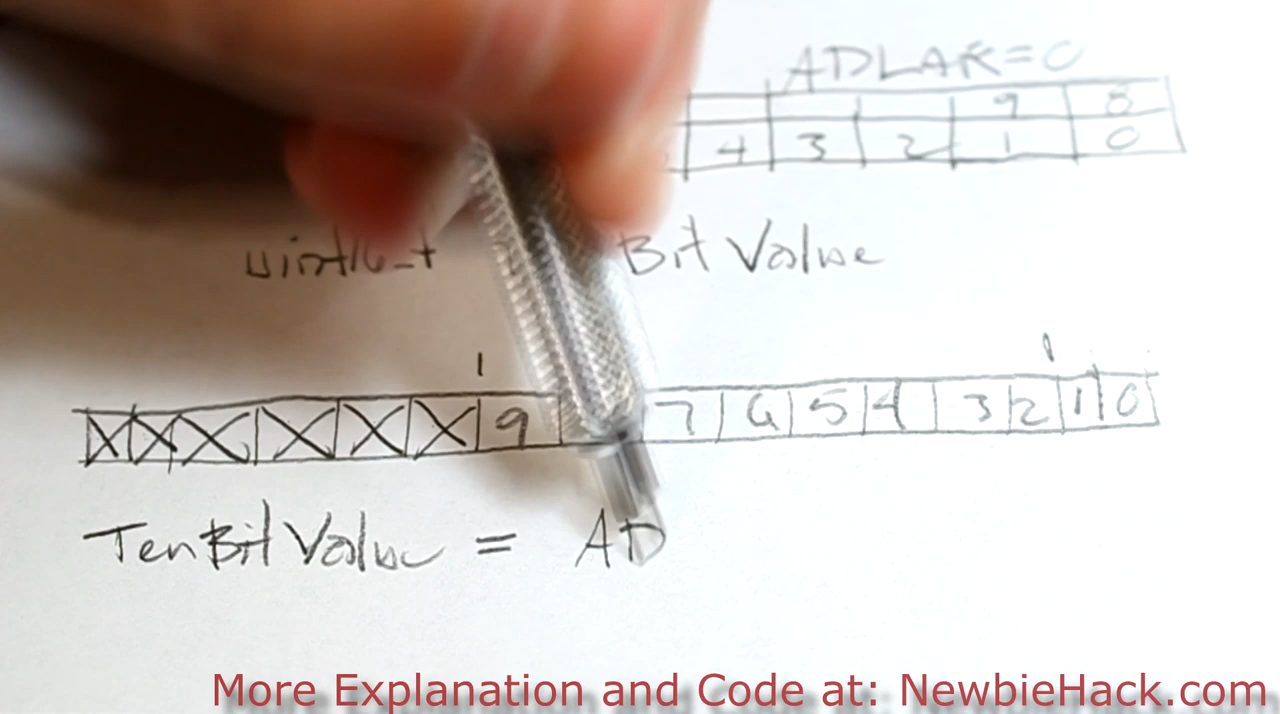 ADLAR=0
9 8
4 3 2 1 0
uint16_t Bit Value
1 1
X X X X X X 9 7 6 5 4 3 2 1 0
TenBitValue = AD
More Explanation and Code at: NewbieHack.com